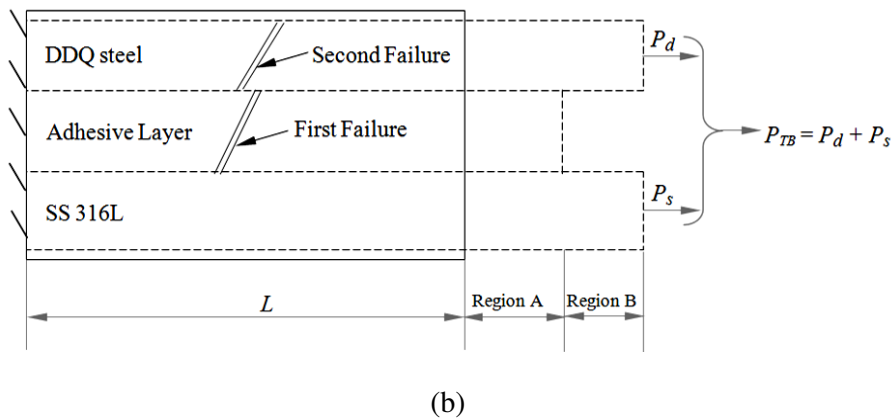 DDQ steel
Second Failure
P_d
Adhesive Layer
First Failure
P_TB = P_d + P_s
SS 316L
P_s
L
Region A
Region B
(b)